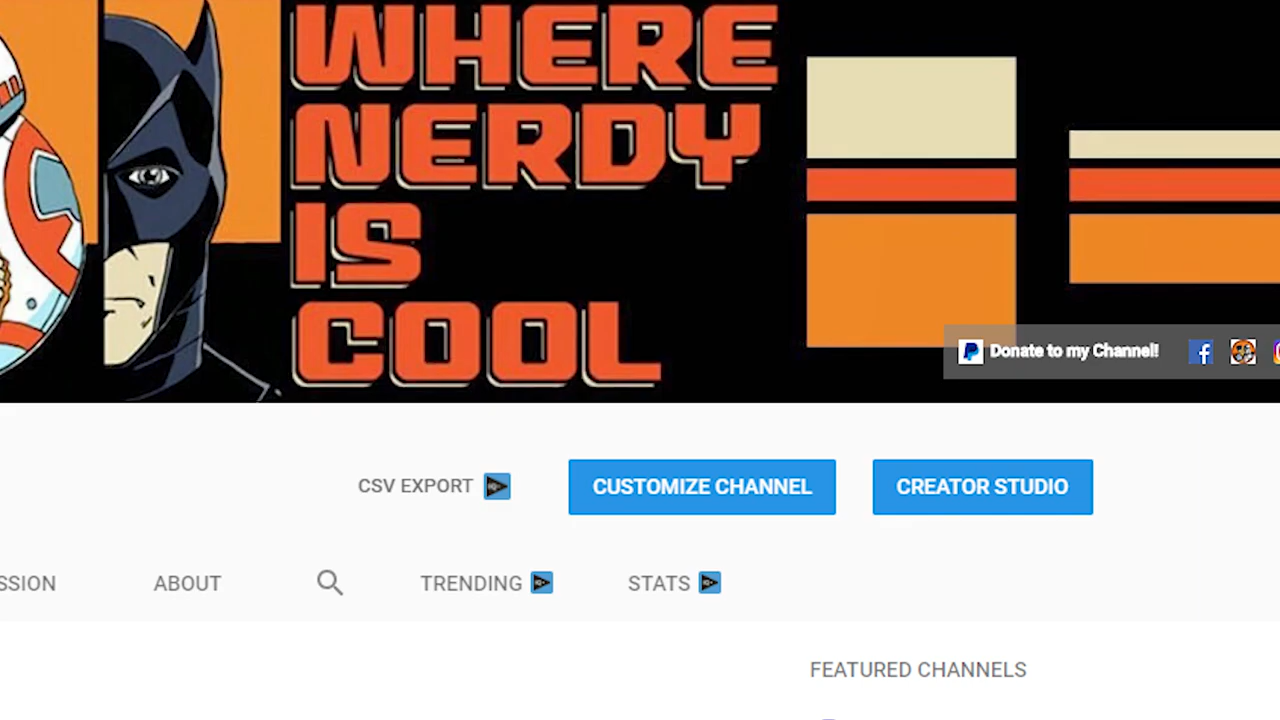 WHERE
NERDY
IS
COOL
Donate to my Channel!
CSV EXPORT
CUSTOMIZE CHANNEL
CREATOR STUDIO
SSION
ABOUT
TRENDING
STATS
FEATURED CHANNELS